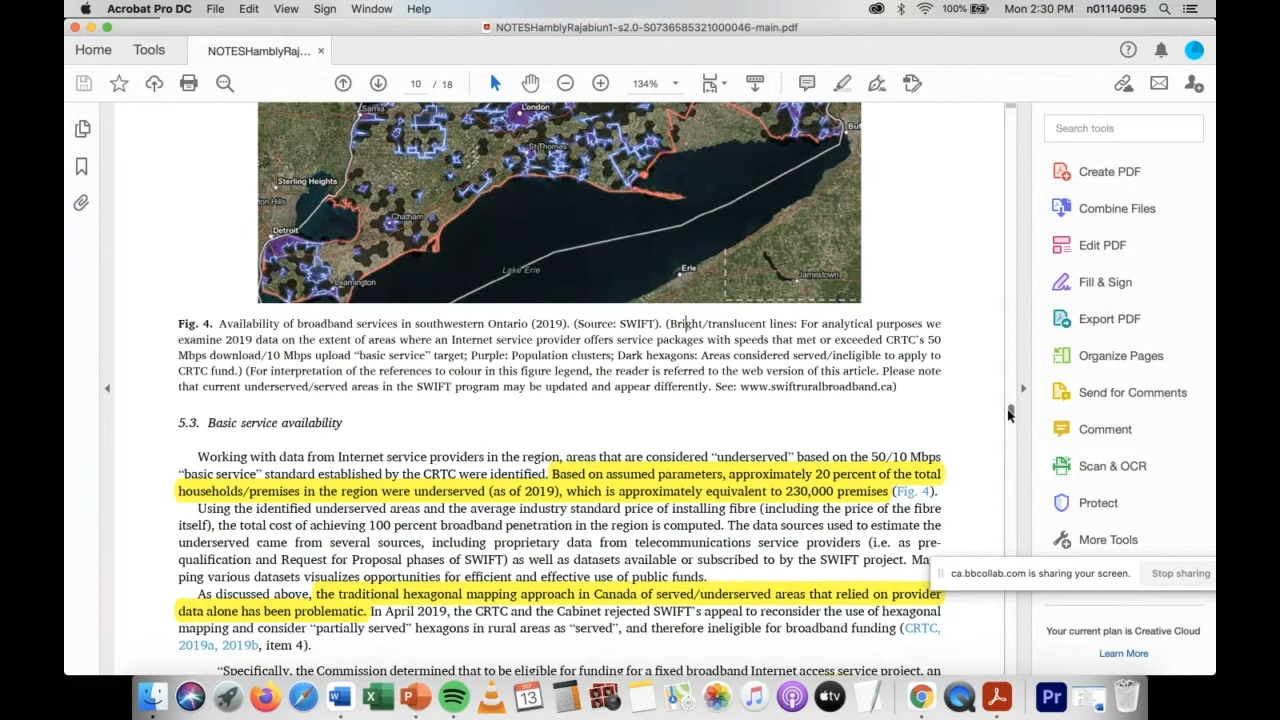 Acrobat Pro DC File Edit View Sign Window Help 100% Mon 2:30 PM n01140695
NOTESHamblyRajabiun1-s2.0-S0736585321000046-main.pdf
Home Tools NOTESHamblyRaj... ×
10 / 18 134%
Sarnia London Buf
St Thomas
Sterling Heights
ton Hills
Chatham
Detroit
Leamington Lake Erie Erie Jamestown
Fig. 4. Availability of broadband services in southwestern Ontario (2019). (Source: SWIFT). (Bright/translucent lines: For analytical purposes we
examine 2019 data on the extent of areas where an Internet service provider offers service packages with speeds that met or exceeded CRTC's 50
Mbps download/10 Mbps upload “basic service” target; Purple: Population clusters; Dark hexagons: Areas considered served/ineligible to apply to
CRTC fund.) (For interpretation of the references to colour in this figure legend, the reader is referred to the web version of this article. Please note
that current underserved/served areas in the SWIFT program may be updated and appear differently. See: www.swiftruralbroadband.ca)
5.3. Basic service availability
Working with data from Internet service providers in the region, areas that are considered “underserved” based on the 50/10 Mbps
“basic service” standard established by the CRTC were identified. Based on assumed parameters, approximately 20 percent of the total
households/premises in the region were underserved (as of 2019), which is approximately equivalent to 230,000 premises (Fig. 4).
Using the identified underserved areas and the average industry standard price of installing fibre (including the price of the fibre
itself), the total cost of achieving 100 percent broadband penetration in the region is computed. The data sources used to estimate the
underserved came from several sources, including proprietary data from telecommunications service providers (i.e. as pre-
qualification and Request for Proposal phases of SWIFT) as well as datasets available or subscribed to by the SWIFT project. Ma
ping various datasets visualizes opportunities for efficient and effective use of public funds.
As discussed above, the traditional hexagonal mapping approach in Canada of served/underserved areas that relied on provider
data alone has been problematic. In April 2019, the CRTC and the Cabinet rejected SWIFT's appeal to reconsider the use of hexagonal
mapping and consider “partially served” hexagons in rural areas as “served”, and therefore ineligible for broadband funding (CRTC,
2019a, 2019b, item 4).
“Specifically, the Commission determined that to be eligible for funding for a fixed broadband Internet access service project, an
Search tools
Create PDF
Combine Files
Edit PDF
Fill & Sign
Export PDF
Organize Pages
Send for Comments
Comment
Scan & OCR
Protect
More Tools
ca.bbcollab.com is sharing your screen. Stop sharing
Your current plan is Creative Cloud
Learn More
SEP
13
tv
Pr